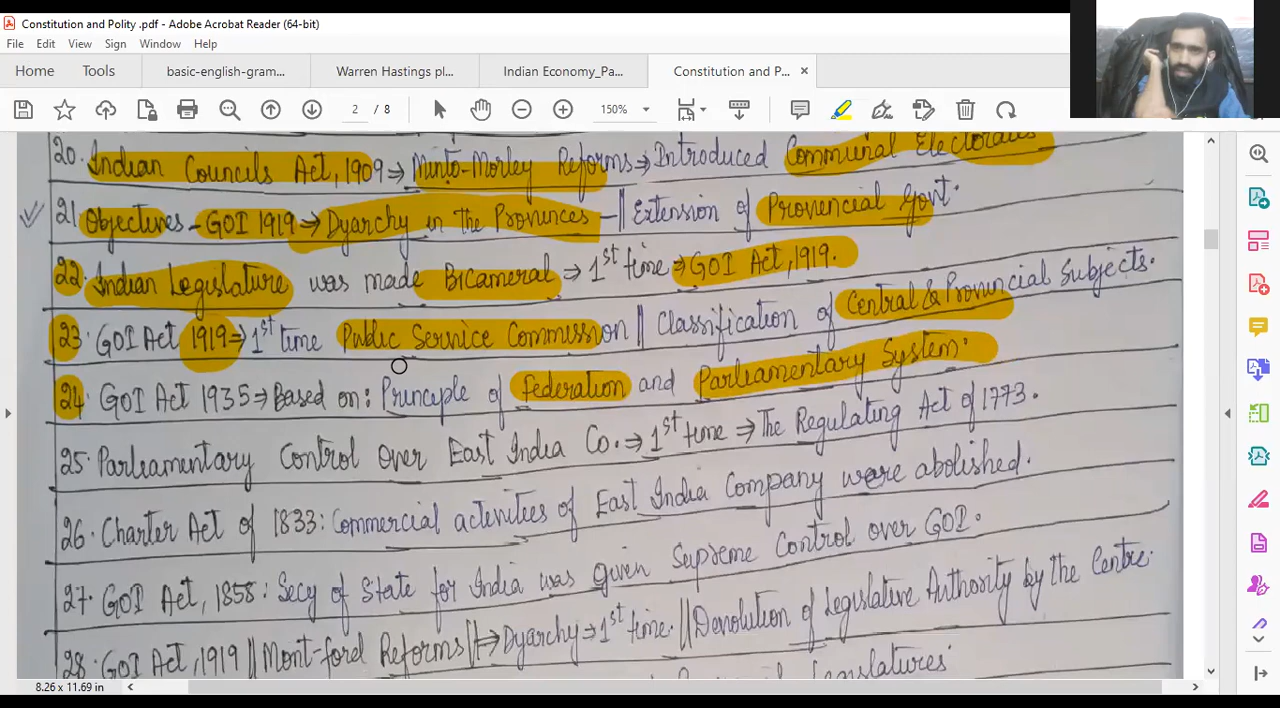 Constitution and Polity .pdf - Adobe Acrobat Reader (64-bit)
File Edit View Sign Window Help
Home Tools basic-english-gram... Warren Hastings pl... Indian Economy_Pa... Constitution and P... ×
2 / 8 150%
20. Indian Councils Act, 1909 ⇒ Minto-Morley Reforms → Introduced Communal Electorates
21. Objectives - GOI 1919 ⇒ Dyarchy in the Provinces -|| Extension of Provincial Govt.
22. Indian Legislature was made Bicameral ⇒ 1st time ⇒ GOI Act, 1919.
23. GOI Act 1919 ⇒ 1st time Public Service Commission || Classification of Central & Provincial Subjects.
24. GOI Act 1935 ⇒ Based on: Principle of Federation and Parliamentary System.
25. Parliamentary Control Over East India Co. ⇒ 1st time ⇒ The Regulating Act of 1773.
26. Charter Act of 1833: Commercial activities of East India Company were abolished.
27. GOI Act, 1858: Secy of State for India was given Supreme Control over GOI.
28. GOI Act, 1919 || Mont-ford Reforms || ⇒ Dyarchy ⇒ 1st time. || Devolution of Legislative Authority by the Centre.
Legislatures
8.26 x 11.69 in